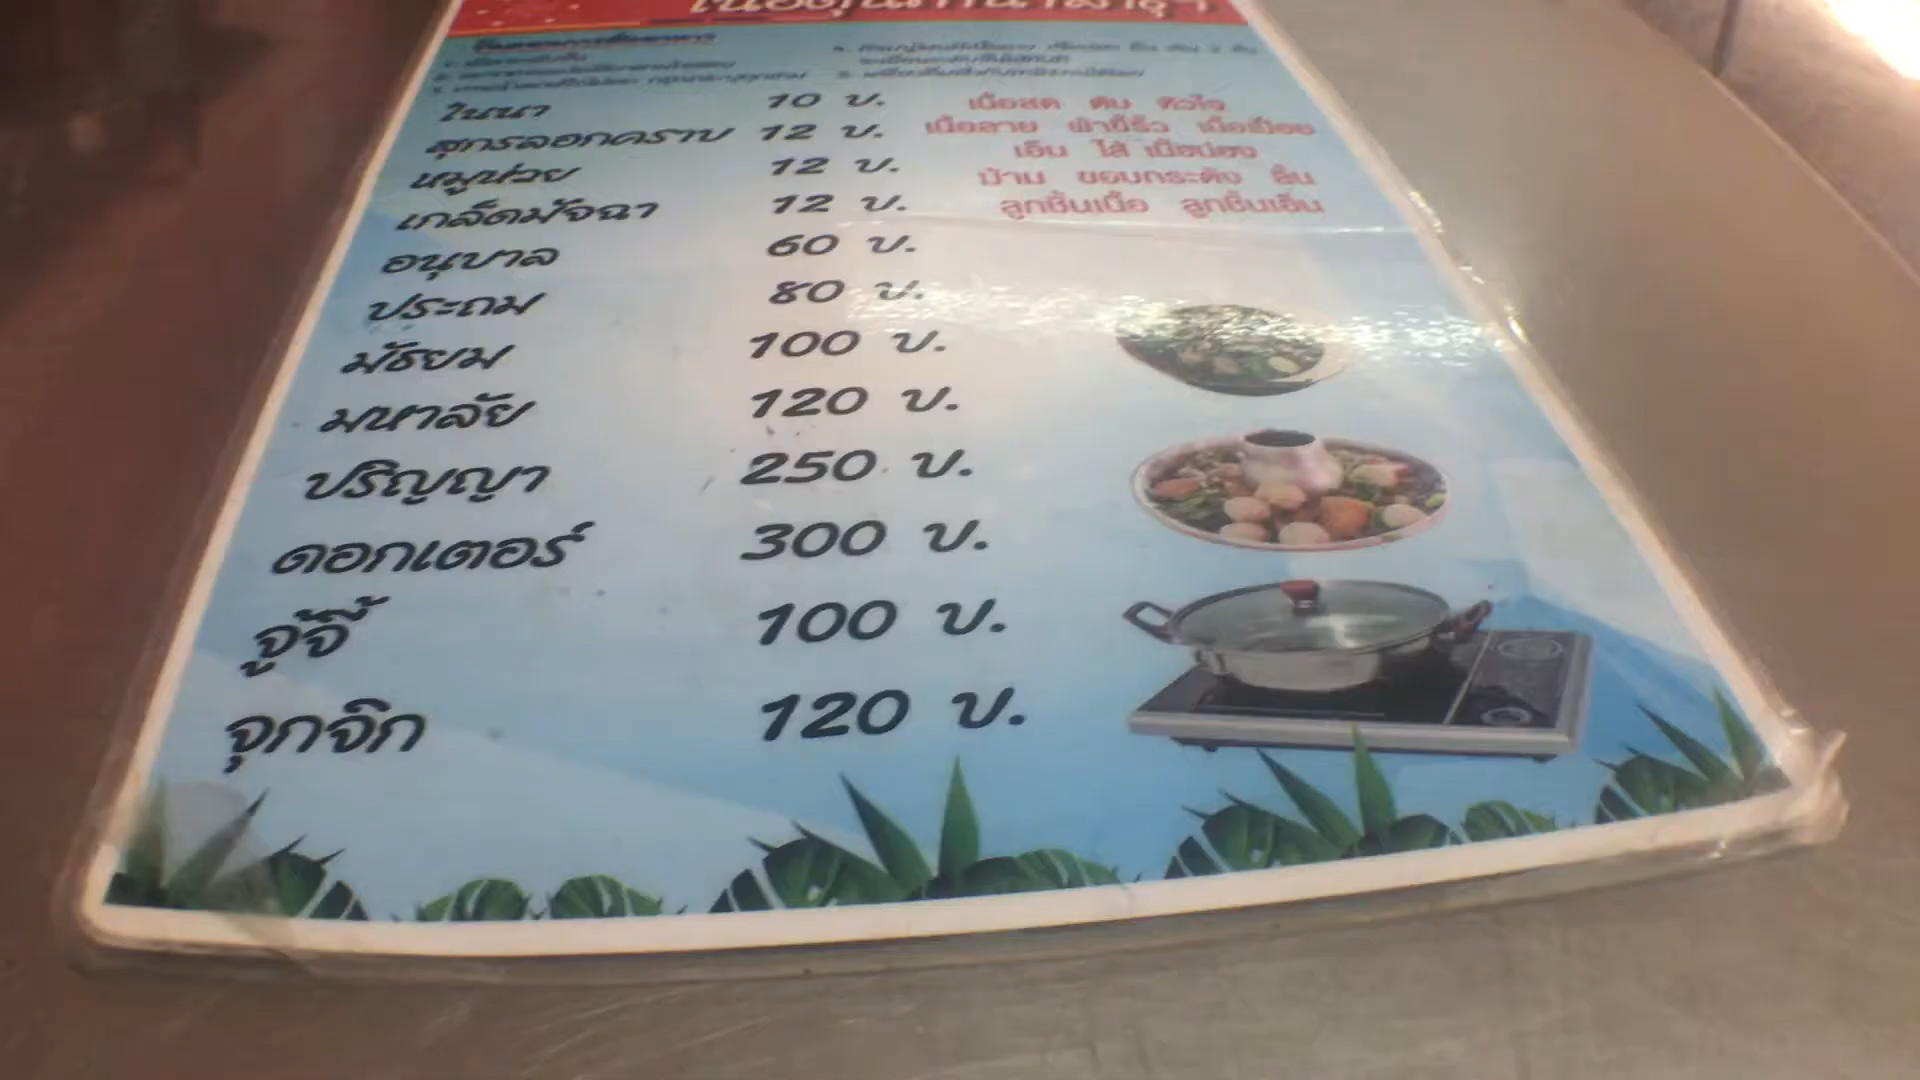 ในนา 10 บ.
สุกรลอกคราบ 12 บ.
หมูน่วย 12 บ.
เกล็ดมัจฉา 12 บ.
อนุบาล 60 บ.
ประถม 80 บ.
มัธยม 100 บ.
มหาลัย 120 บ.
ปริญญา 250 บ.
ดอกเตอร์ 300 บ.
จู้จี้ 100 บ.
จุกจิก 120 บ.
เนื้อสด ตับ หัวใจ
เนื้อลาย ผ้าขี้ริ้ว เนื้อเปื่อย
เอ็น ไส้ เนื้อน่อง
ม้าม ขอบกระด้ง ลิ้น
ลูกชิ้นเนื้อ ลูกชิ้นเอ็น